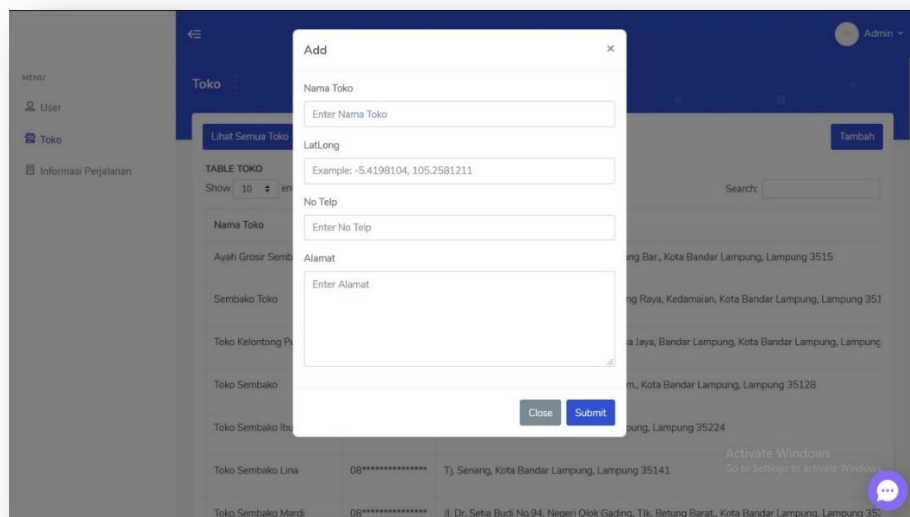 Admin
MENU
User
Toko
Informasi Perjalanan
Toko
Lihat Semua Toko
Tambah
TABLE TOKO
Show 10 en
Search:
Nama Toko
Ayah Grosir Semb
ng Bar., Kota Bandar Lampung, Lampung 3515
Sembako Toko
ng Raya, Kedamaian, Kota Bandar Lampung, Lampung 351
Toko Kelontong Pu
a Jaya, Bandar Lampung, Kota Bandar Lampung, Lampung
Toko Sembako
m., Kota Bandar Lampung, Lampung 35128
Toko Sembako Ibu
pung, Lampung 35224
Toko Sembako Lina 08*************** Tj. Senang, Kota Bandar Lampung, Lampung 35141
Toko Sembako Mardi 08*************** Jl. Dr. Setia Budi No.94, Negeri Olok Gading, Tlk. Betung Barat., Kota Bandar Lampung, Lampung 352
Add
×
Nama Toko
Enter Nama Toko
LatLong
Example: -5.4198104, 105.2581211
No Telp
Enter No Telp
Alamat
Enter Alamat
Close Submit
Activate Windows
Go to Settings to activate Windows.